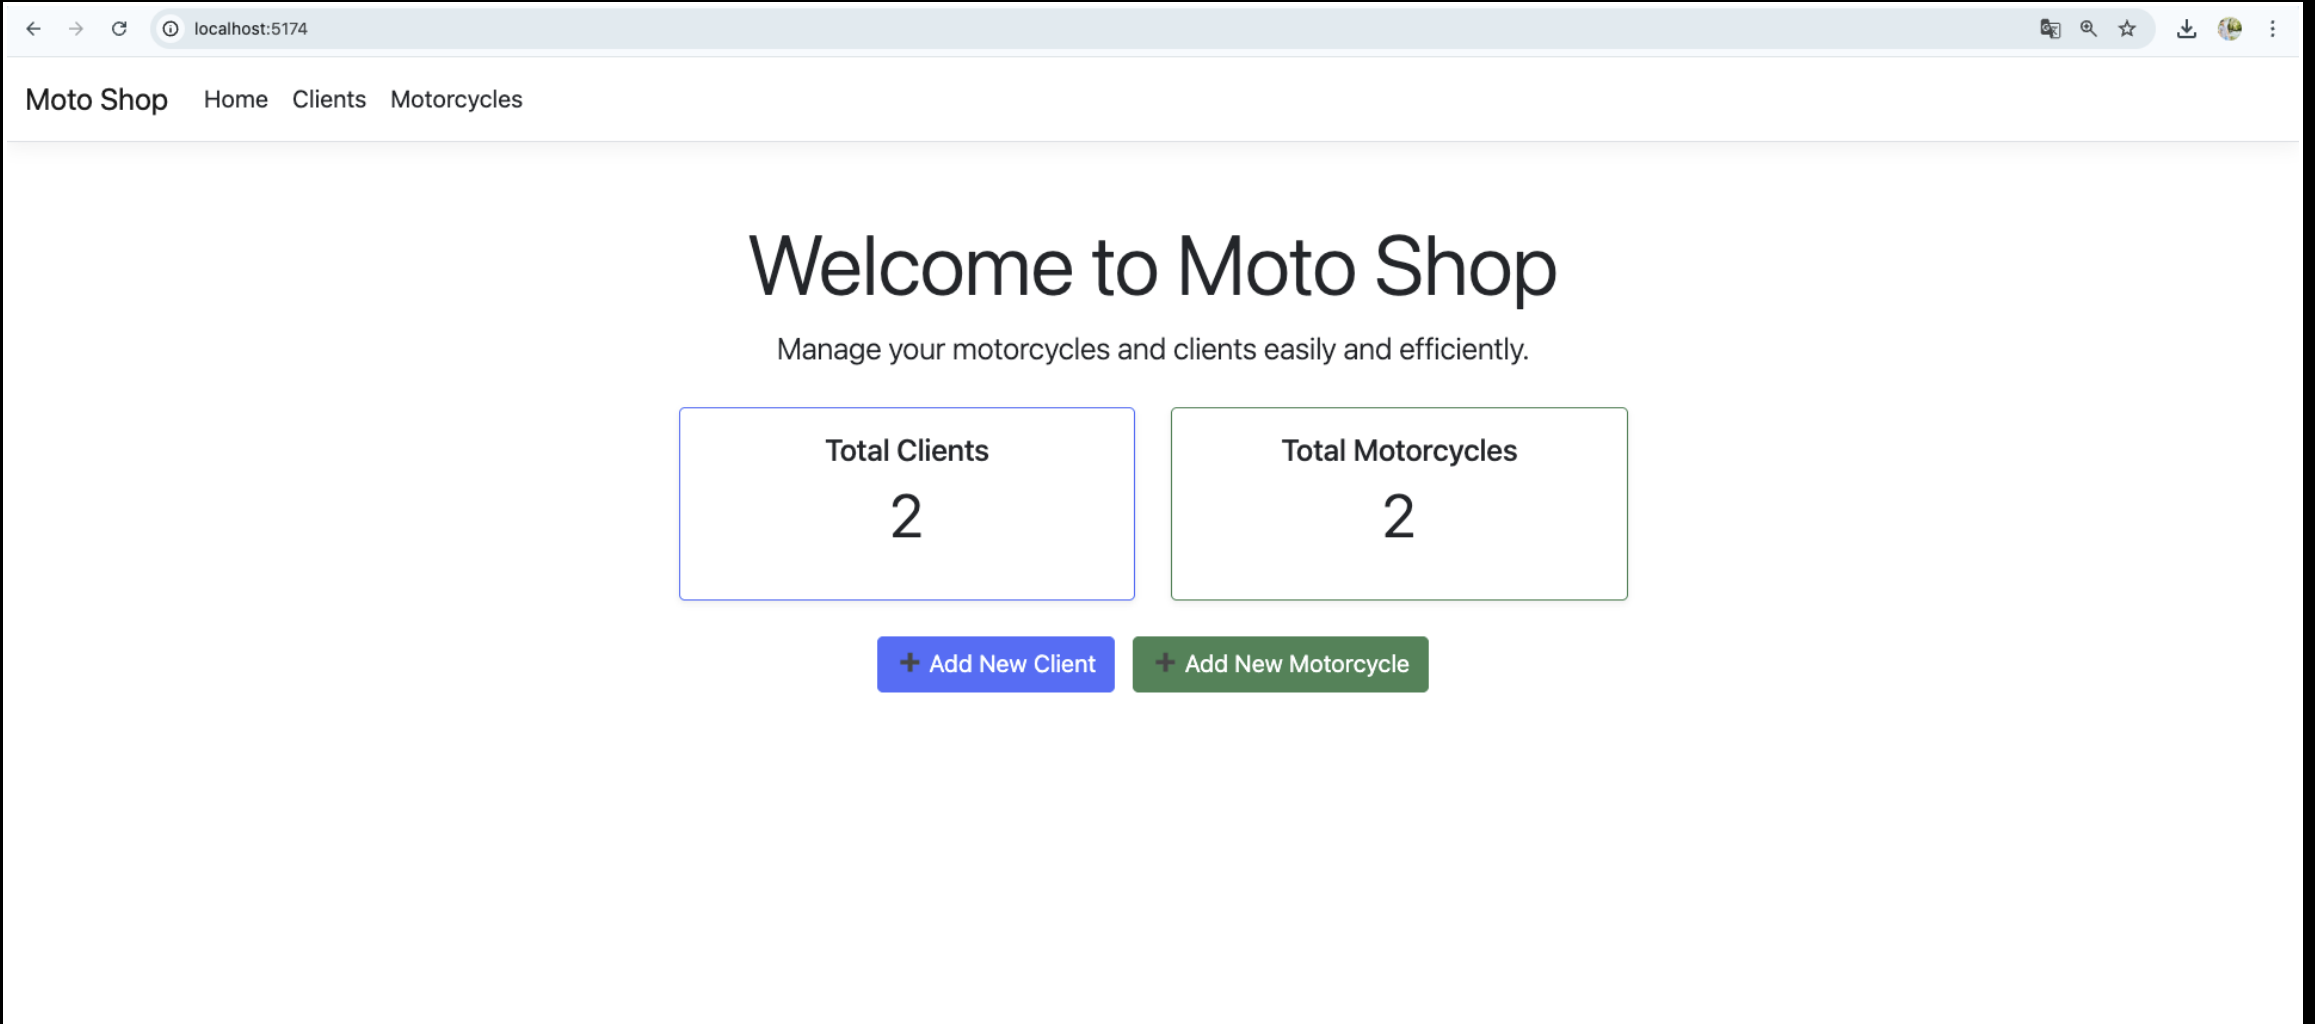 localhost:5174
Moto Shop Home Clients Motorcycles
Welcome to Moto Shop
Manage your motorcycles and clients easily and efficiently.
Total Clients
2
Total Motorcycles
2
➕ Add New Client
➕ Add New Motorcycle